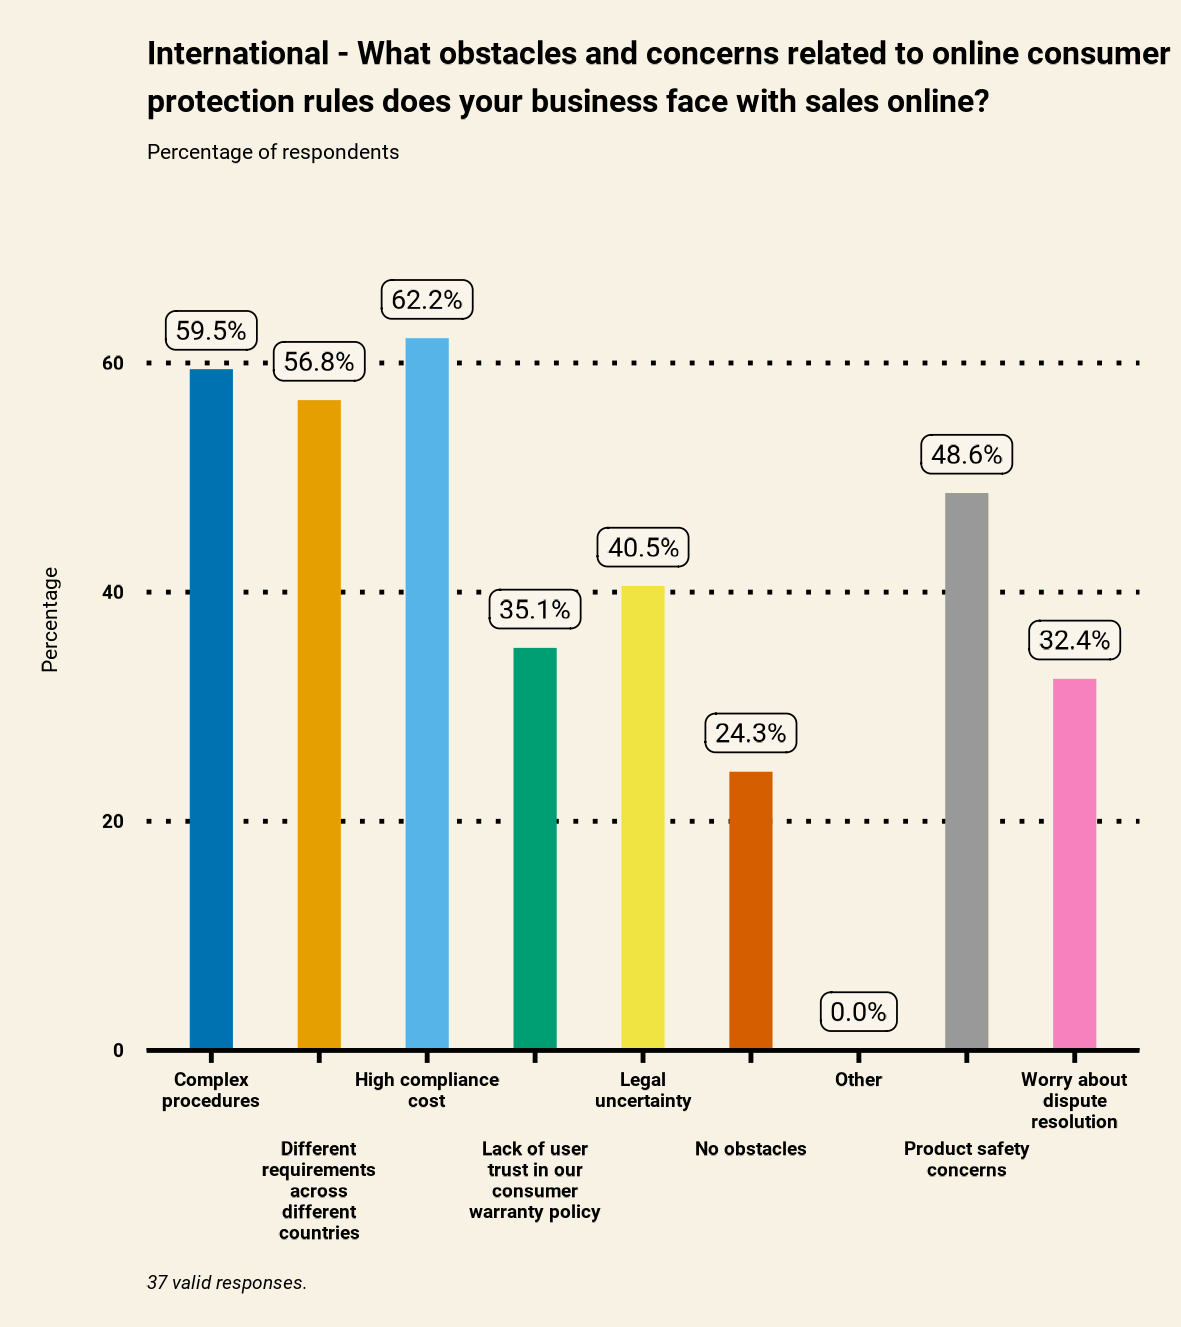 International - What obstacles and concerns related to online consumer
protection rules does your business face with sales online?
Percentage of respondents
Percentage
60
40
20
0
59.5%
56.8%
62.2%
35.1%
40.5%
24.3%
0.0%
48.6%
32.4%
Complex
procedures
Different
requirements
across
different
countries
High compliance
cost
Lack of user
trust in our
consumer
warranty policy
Legal
uncertainty
No obstacles
Other
Product safety
concerns
Worry about
dispute
resolution
37 valid responses.